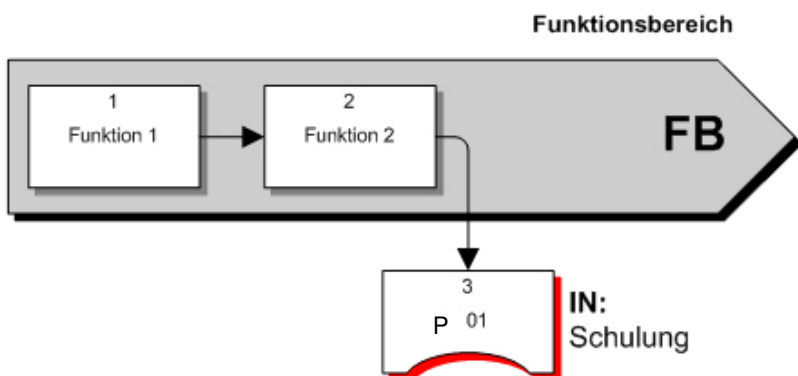 Funktionsbereich
1
Funktion 1
2
Funktion 2
FB
3
P 01
IN:
Schulung